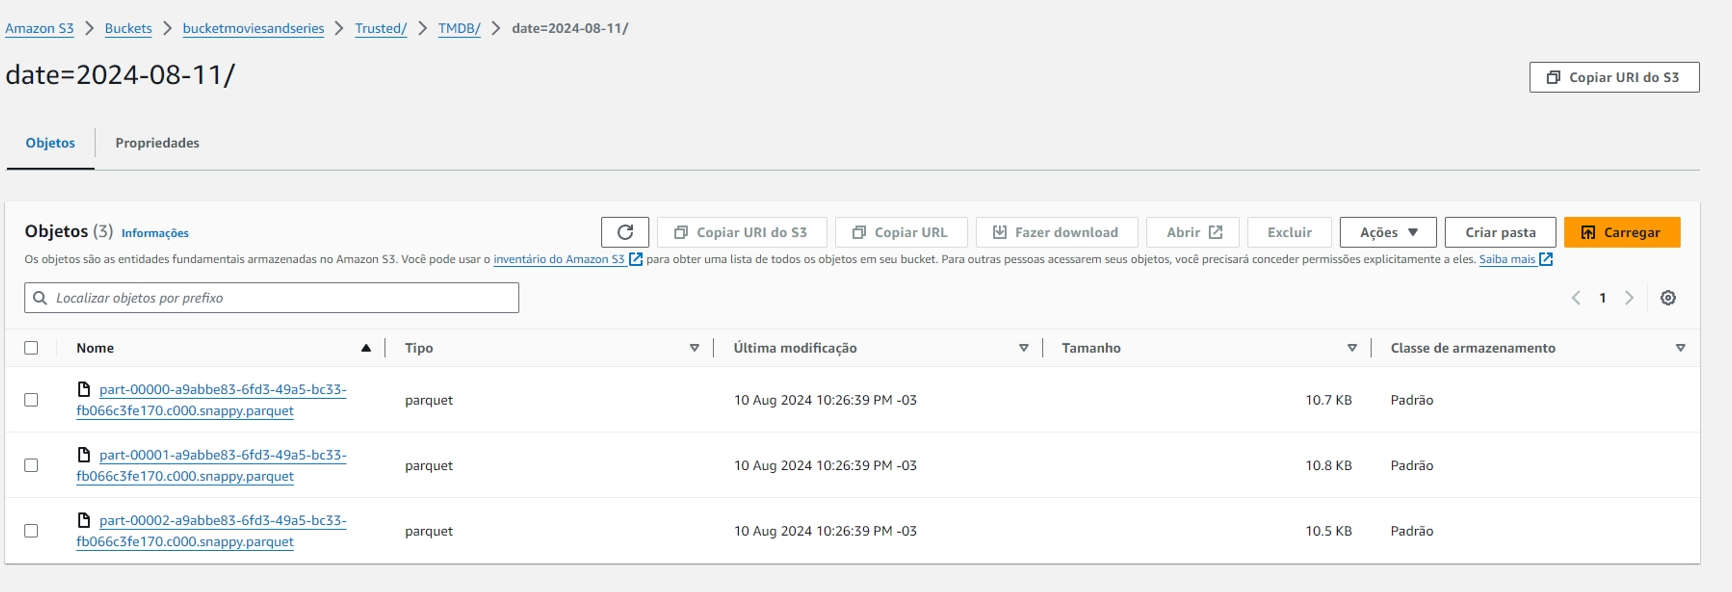 Amazon S3 > Buckets > bucketmoviesandseries > Trusted/ > TMDB/ > date=2024-08-11/
date=2024-08-11/
Copiar URI do S3
Objetos Propriedades
Objetos (3) Informações
Copiar URI do S3 Copiar URL Fazer download Abrir Excluir Ações Criar pasta Carregar
Os objetos são as entidades fundamentais armazenadas no Amazon S3. Você pode usar o inventário do Amazon S3 para obter uma lista de todos os objetos em seu bucket. Para outras pessoas acessarem seus objetos, você precisará conceder permissões explicitamente a eles. Saiba mais
Localizar objetos por prefixo
1
Nome Tipo Última modificação Tamanho Classe de armazenamento
part-00000-a9abbe83-6fd3-49a5-bc33-
fb066c3fe170.c000.snappy.parquet
parquet 10 Aug 2024 10:26:39 PM -03 10.7 KB Padrão
part-00001-a9abbe83-6fd3-49a5-bc33-
fb066c3fe170.c000.snappy.parquet
parquet 10 Aug 2024 10:26:39 PM -03 10.8 KB Padrão
part-00002-a9abbe83-6fd3-49a5-bc33-
fb066c3fe170.c000.snappy.parquet
parquet 10 Aug 2024 10:26:39 PM -03 10.5 KB Padrão